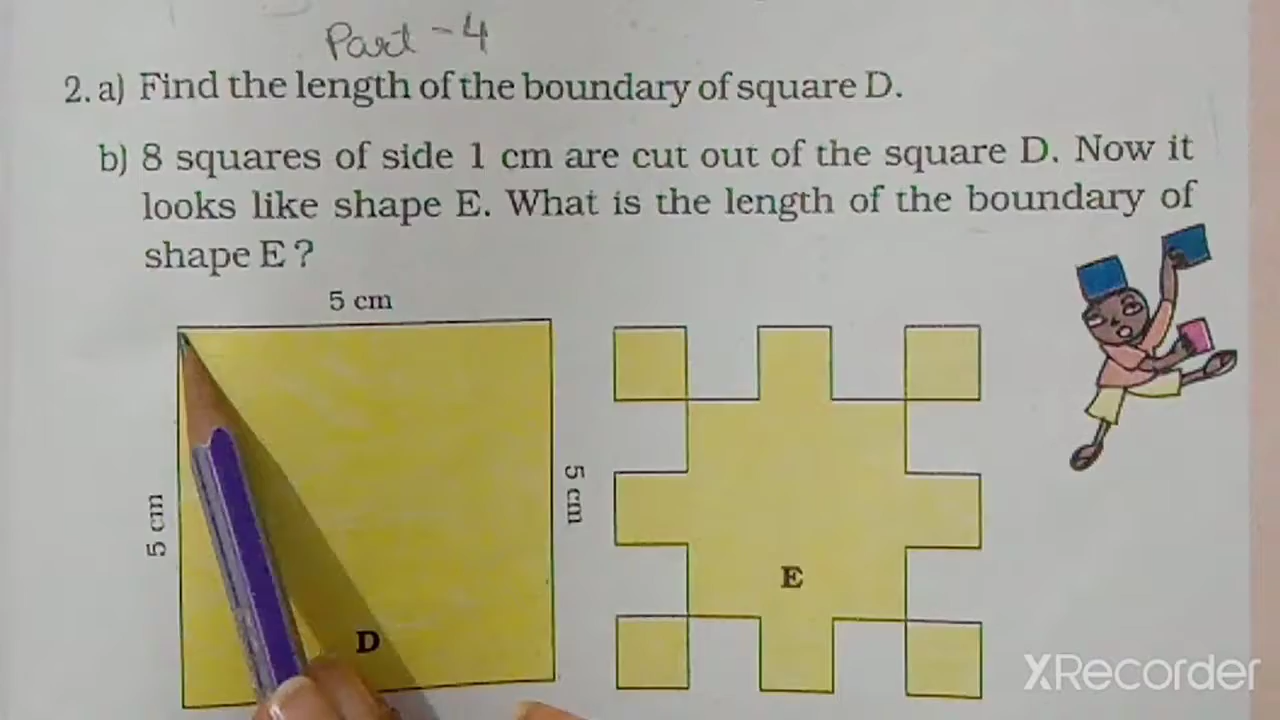 Part - 4
2. a) Find the length of the boundary of square D.
b) 8 squares of side 1 cm are cut out of the square D. Now it
looks like shape E. What is the length of the boundary of
shape E ?
5 cm
5 cm
5 cm
D
E
XRecorder